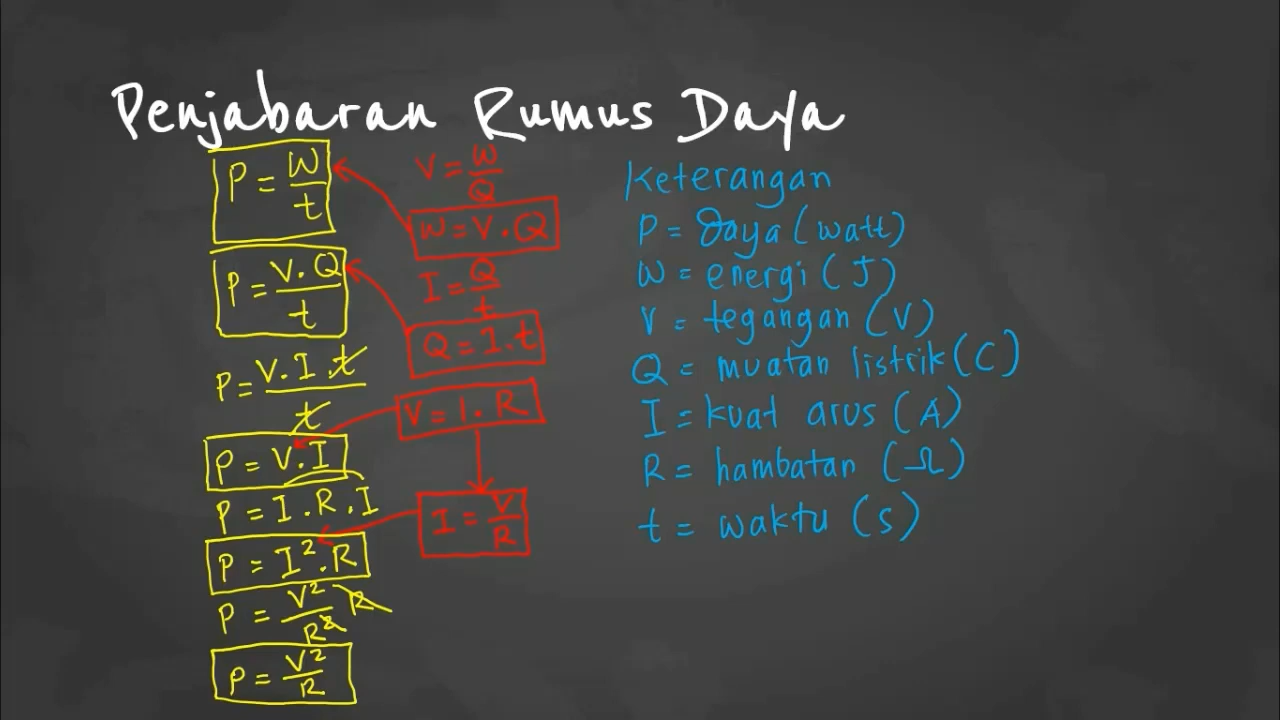 Penjabaran Rumus Daya
P = W/t
P = V.Q/t
P = V.I.t/t
P = V.I
P = I.R.I
P = I².R
P = V²/R² R
P = V²/R
V = W/Q
W = V.Q
I = Q/t
Q = I.t
V = I.R
I = V/R
Keterangan
P = Daya (watt)
W = energi (J)
V = tegangan (V)
Q = muatan listrik (C)
I = kuat arus (A)
R = hambatan (Ω)
t = waktu (s)